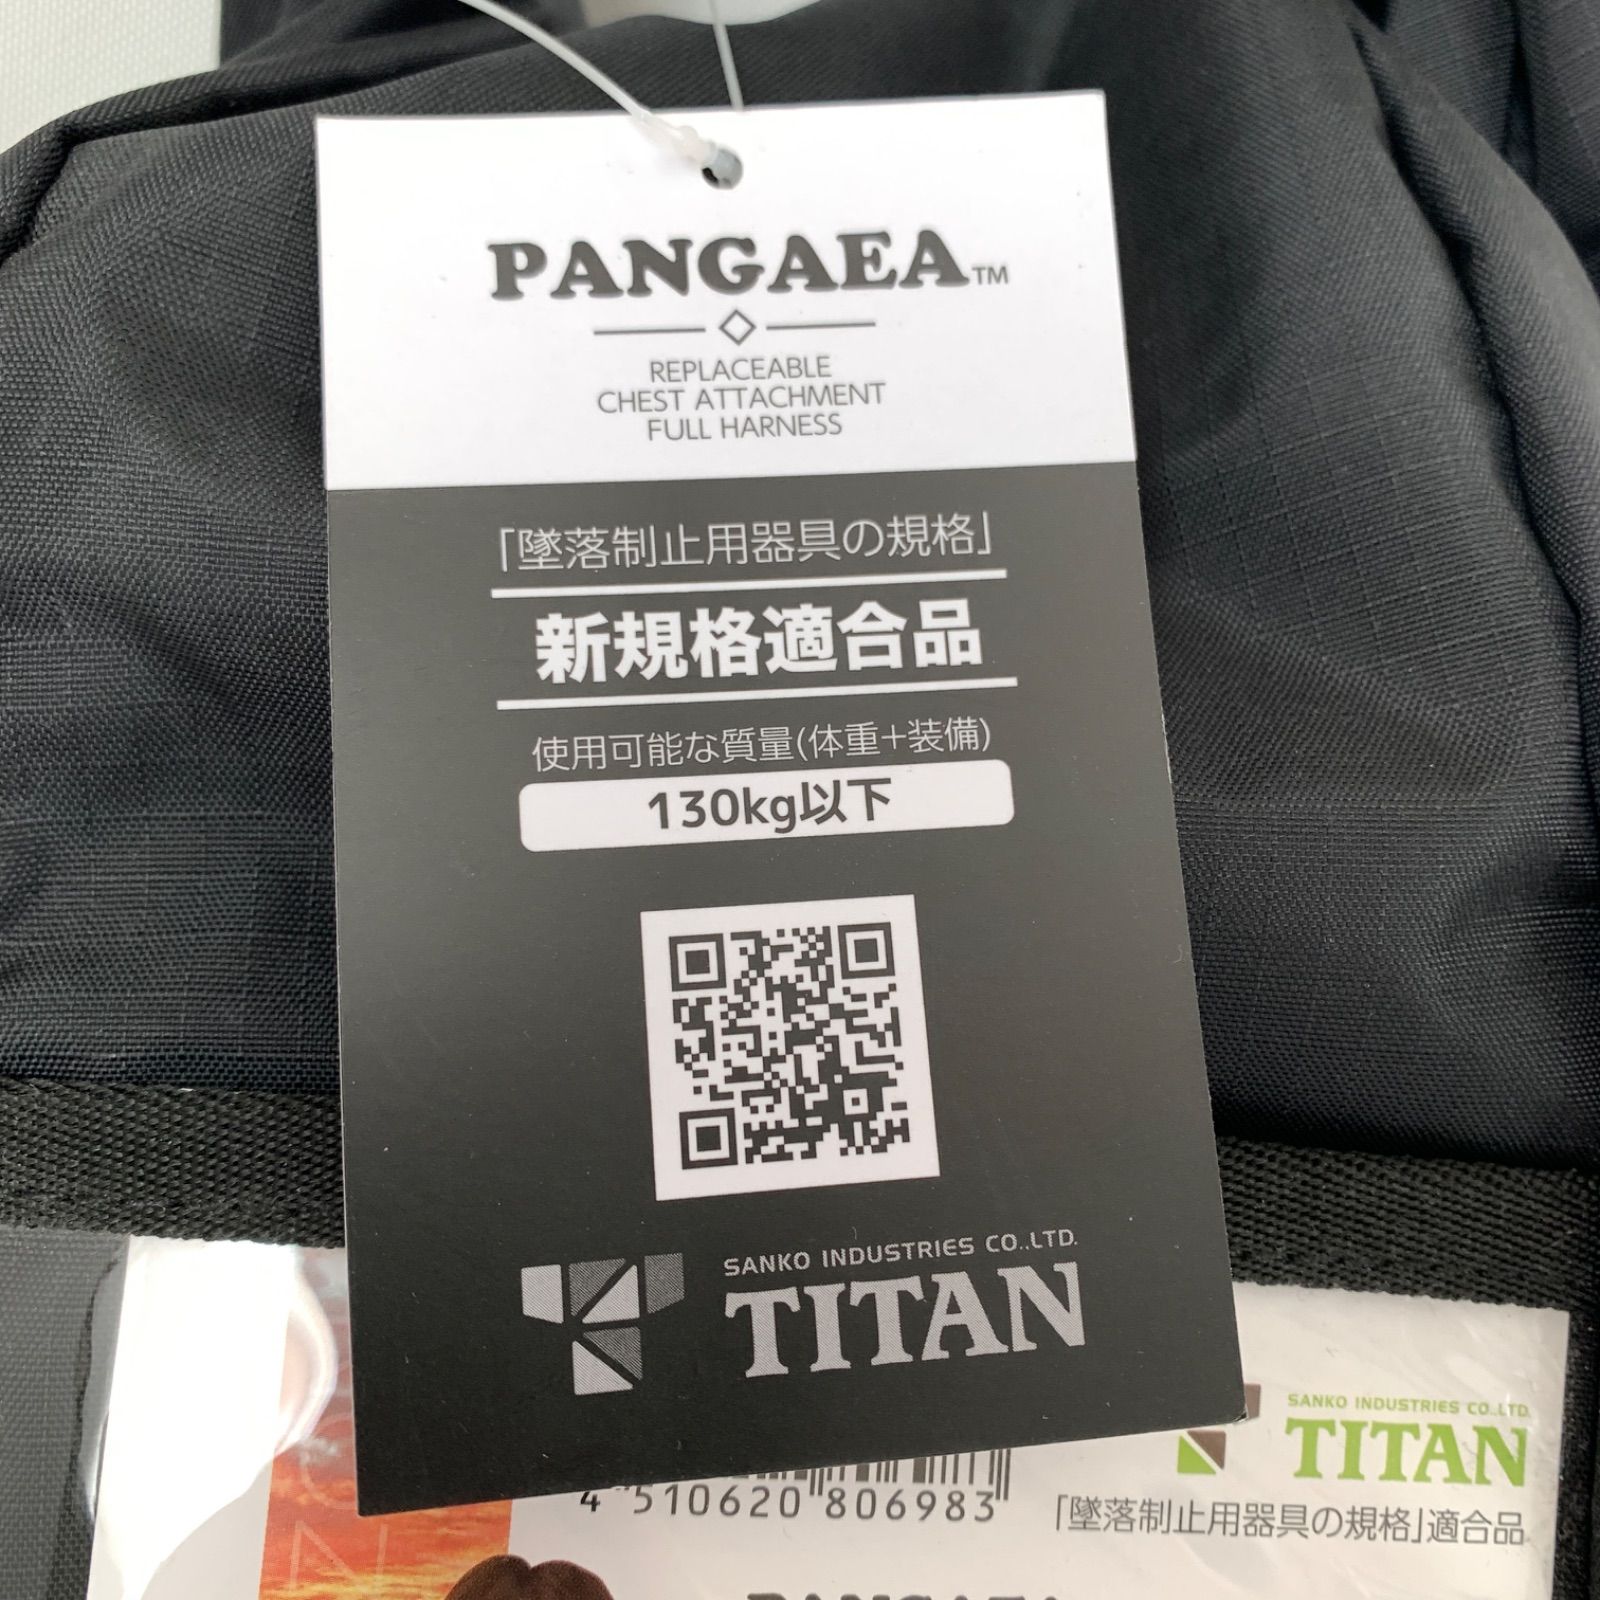 PANGAEA™
REPLACEABLE
CHEST ATTACHMENT
FULL HARNESS
「墜落制止用器具の規格」
新規格適合品
使用可能な質量(体重+装備)
130kg以下
SANKO INDUSTRIES CO.,LTD.
TITAN
SANKO INDUSTRIES CO.,LTD.
TITAN
4 510620 806983
「墜落制止用器具の規格」適合品
PANGAEA